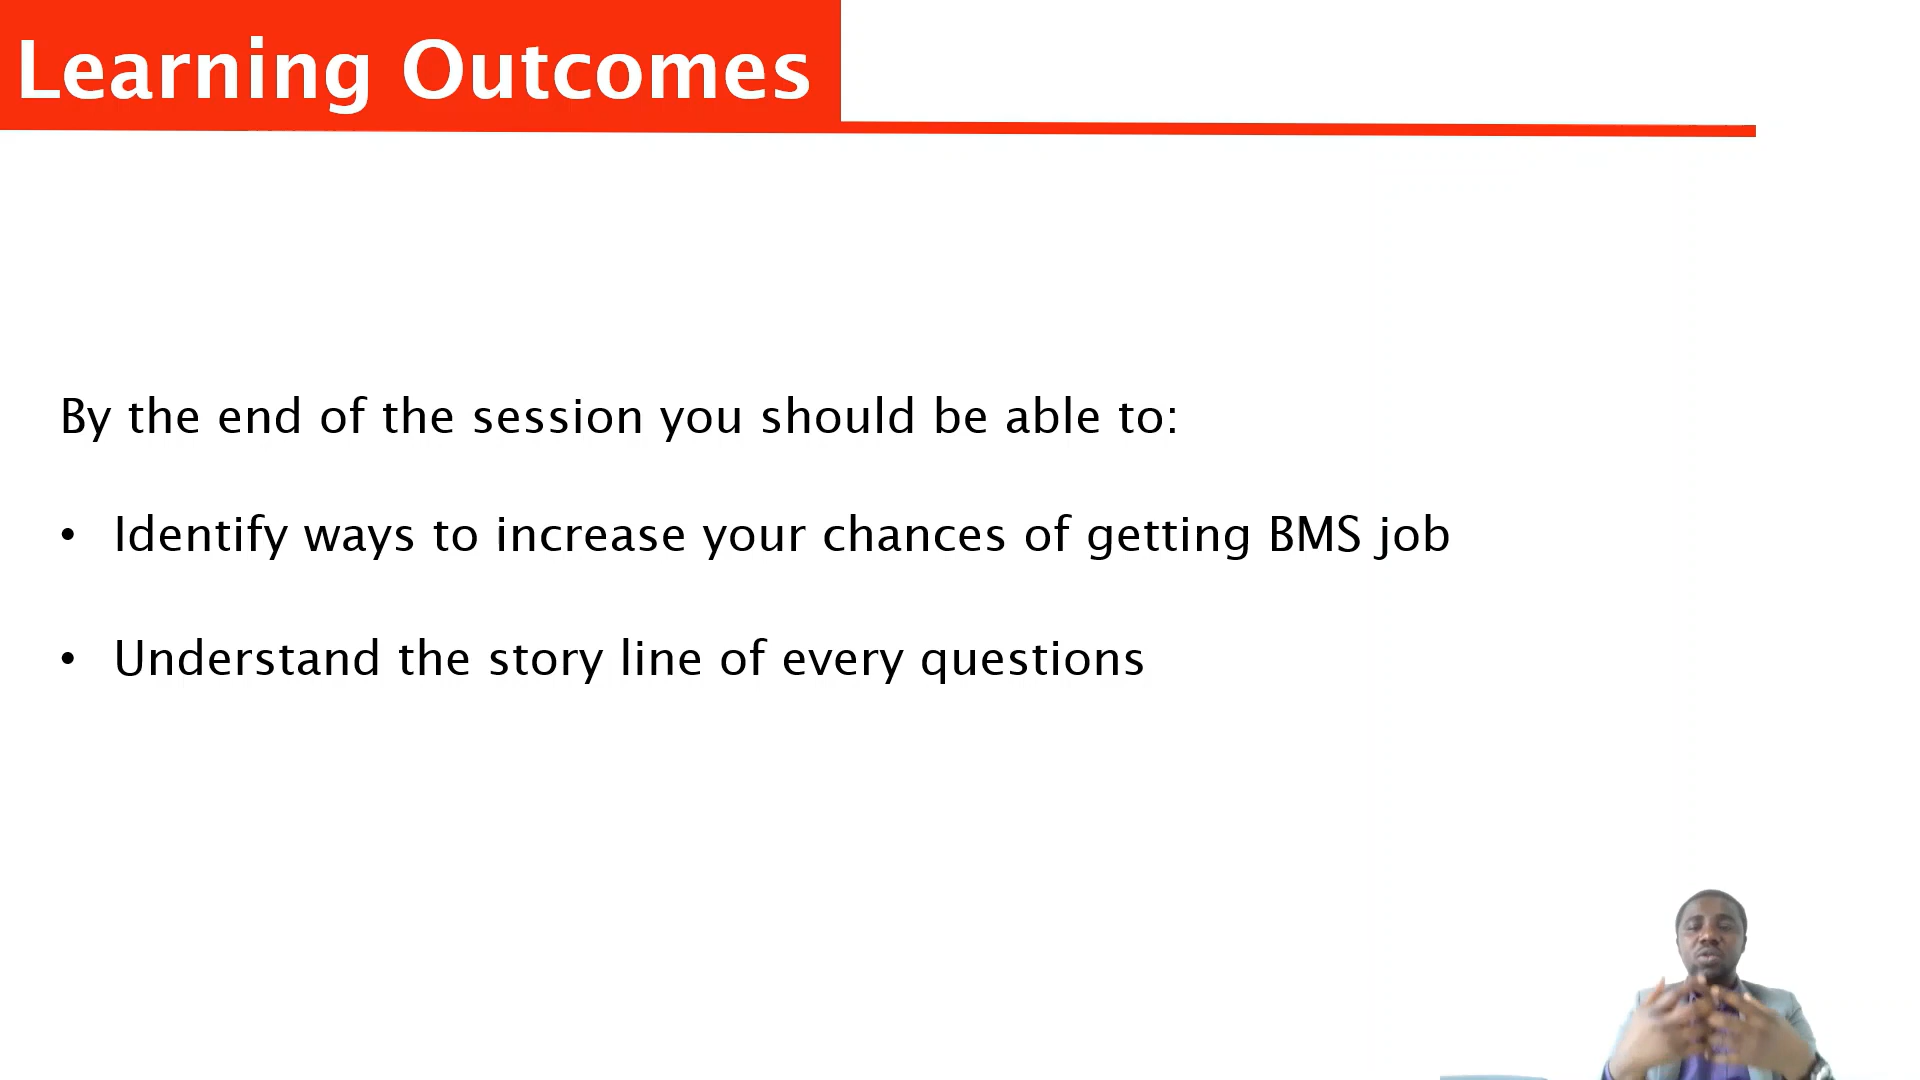 Learning Outcomes
By the end of the session you should be able to:
• Identify ways to increase your chances of getting BMS job
• Understand the story line of every questions